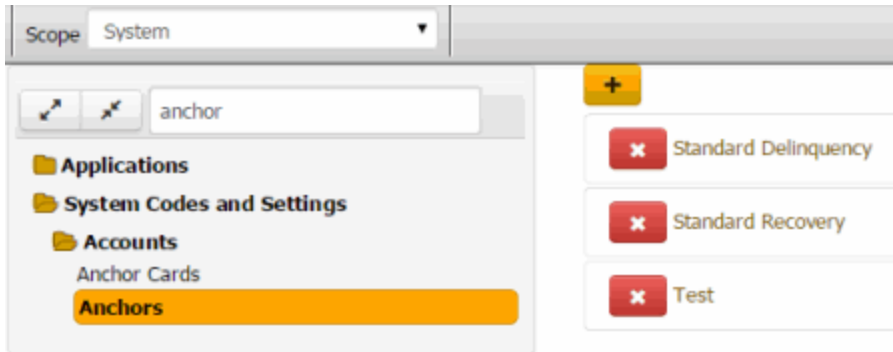 Scope System
anchor
Applications
System Codes and Settings
Accounts
Anchor Cards
Anchors
+
Standard Delinquency
Standard Recovery
Test